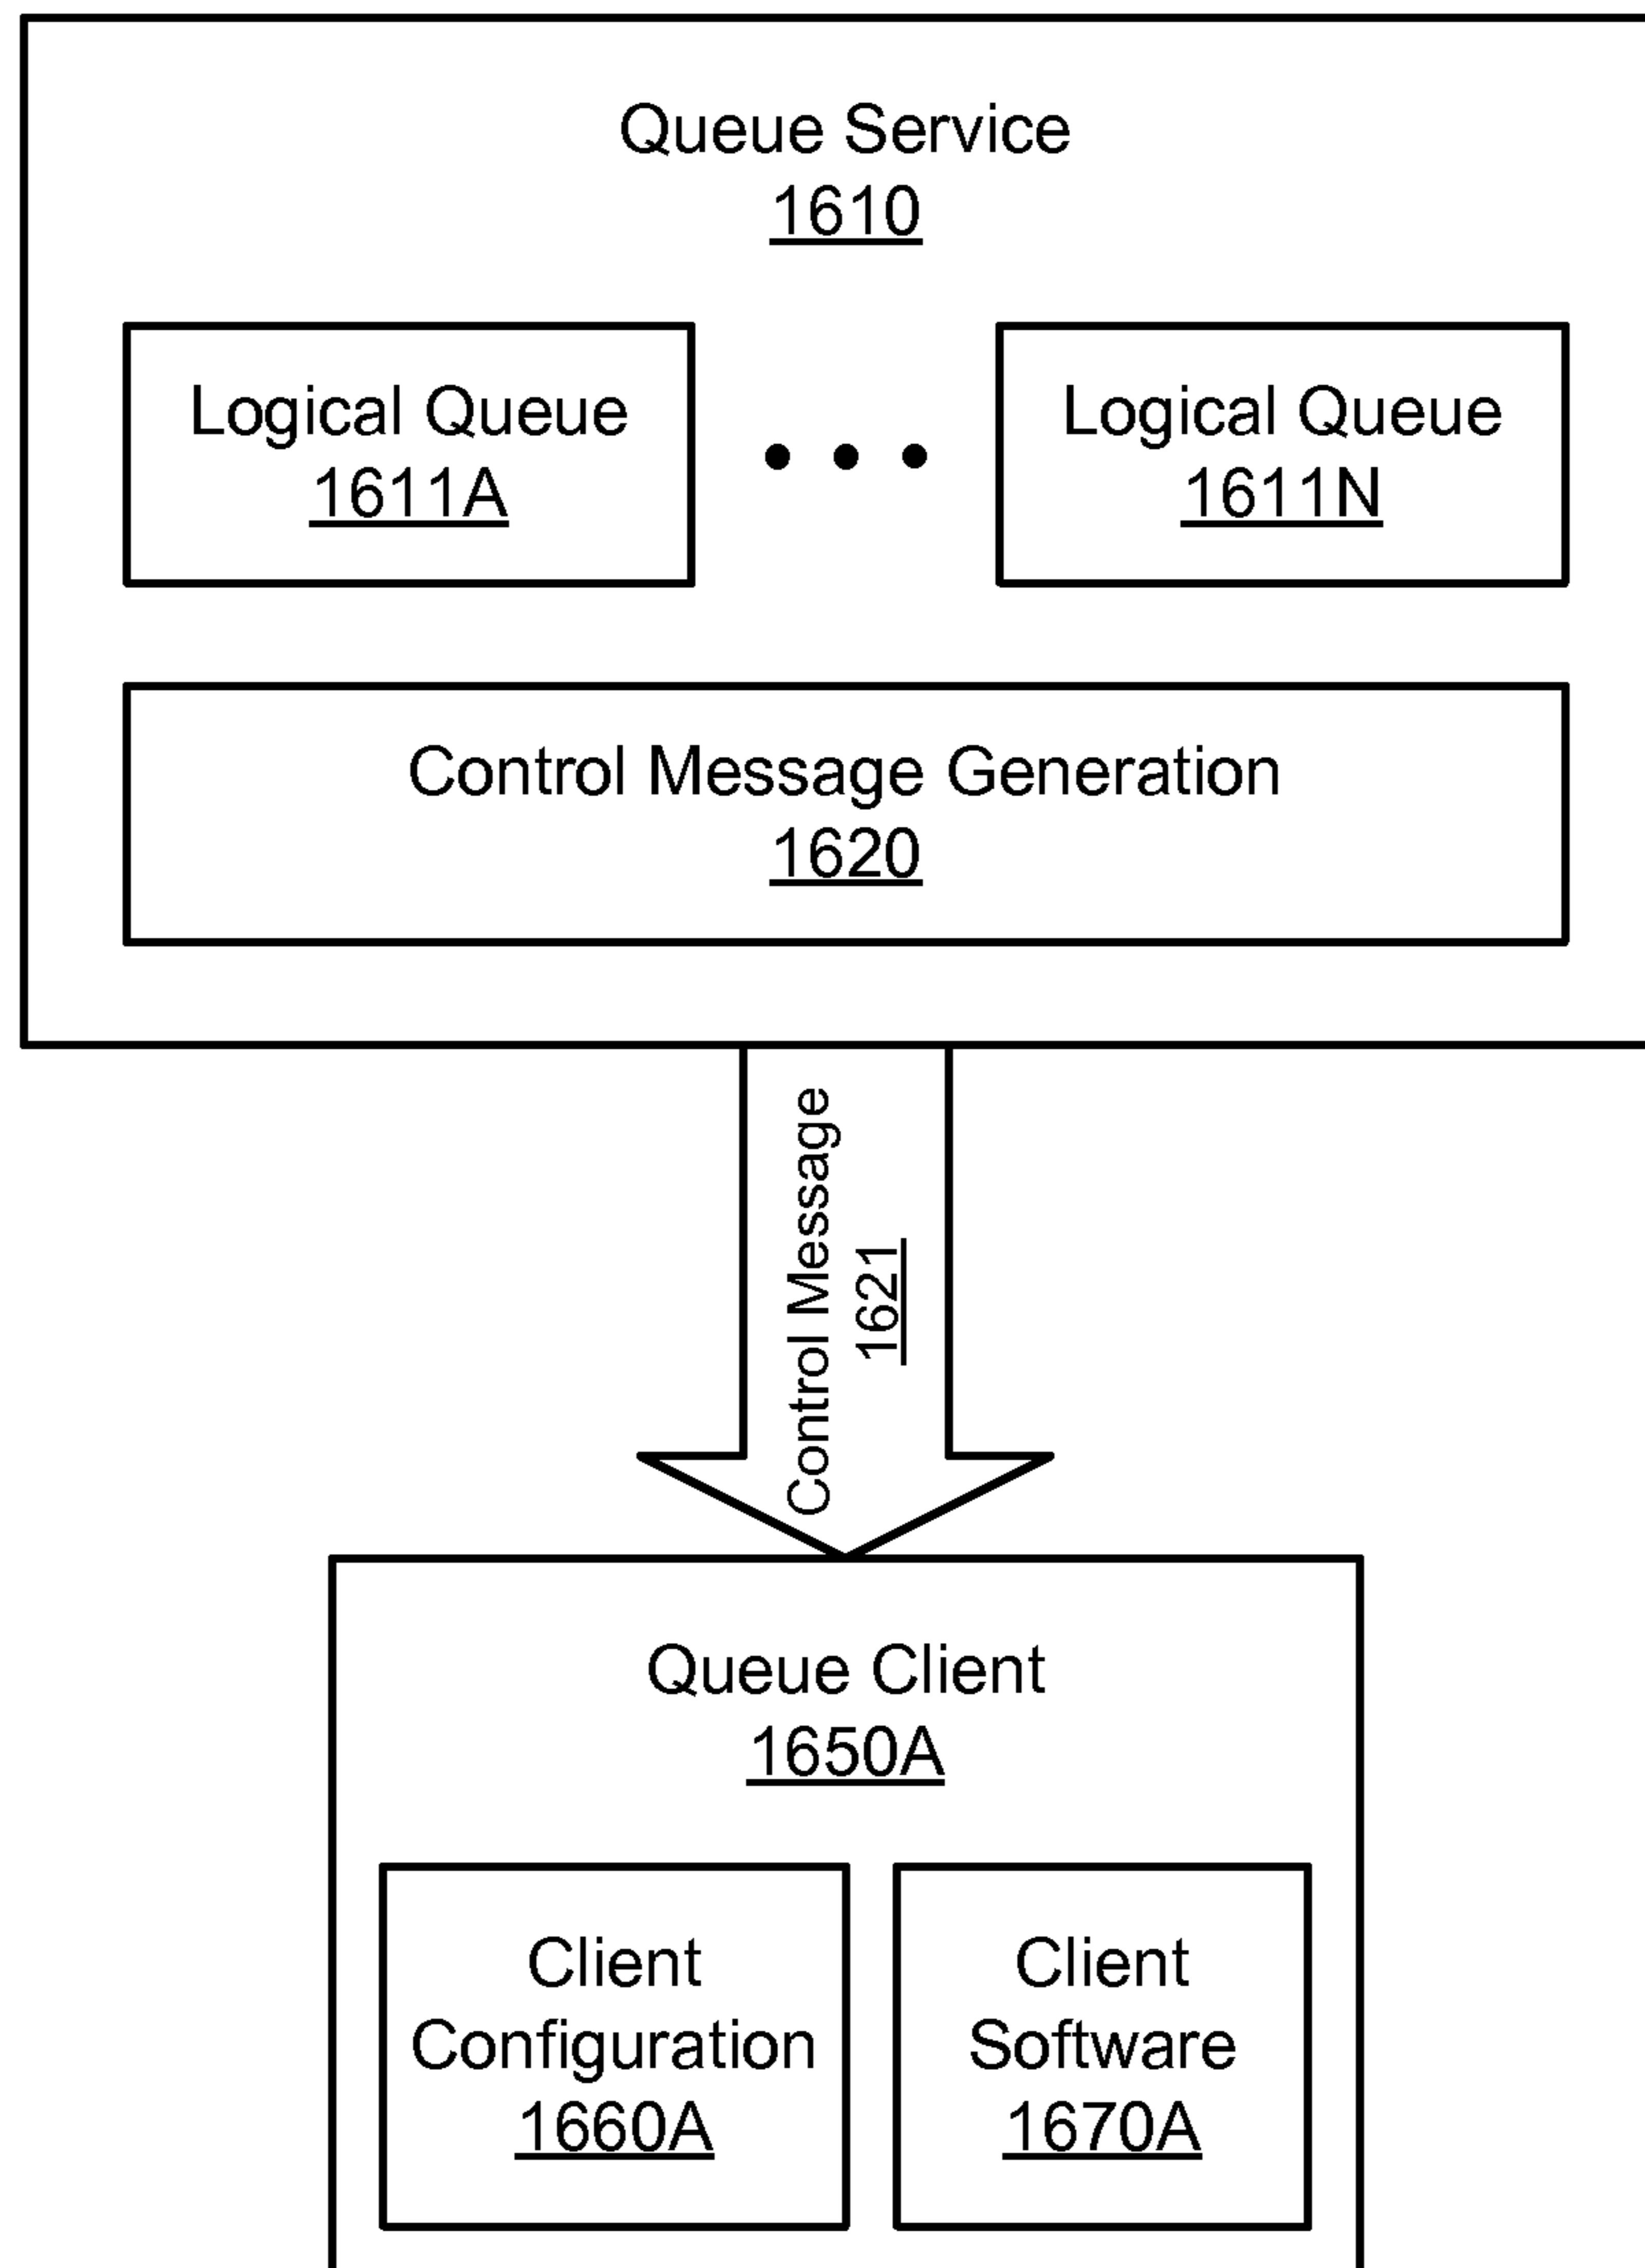 Queue Service
1610
Logical Queue
1611A
Logical Queue
1611N
Control Message Generation
1620
Control Message
1621
Queue Client
1650A
Client
Configuration
1660A
Client
Software
1670A